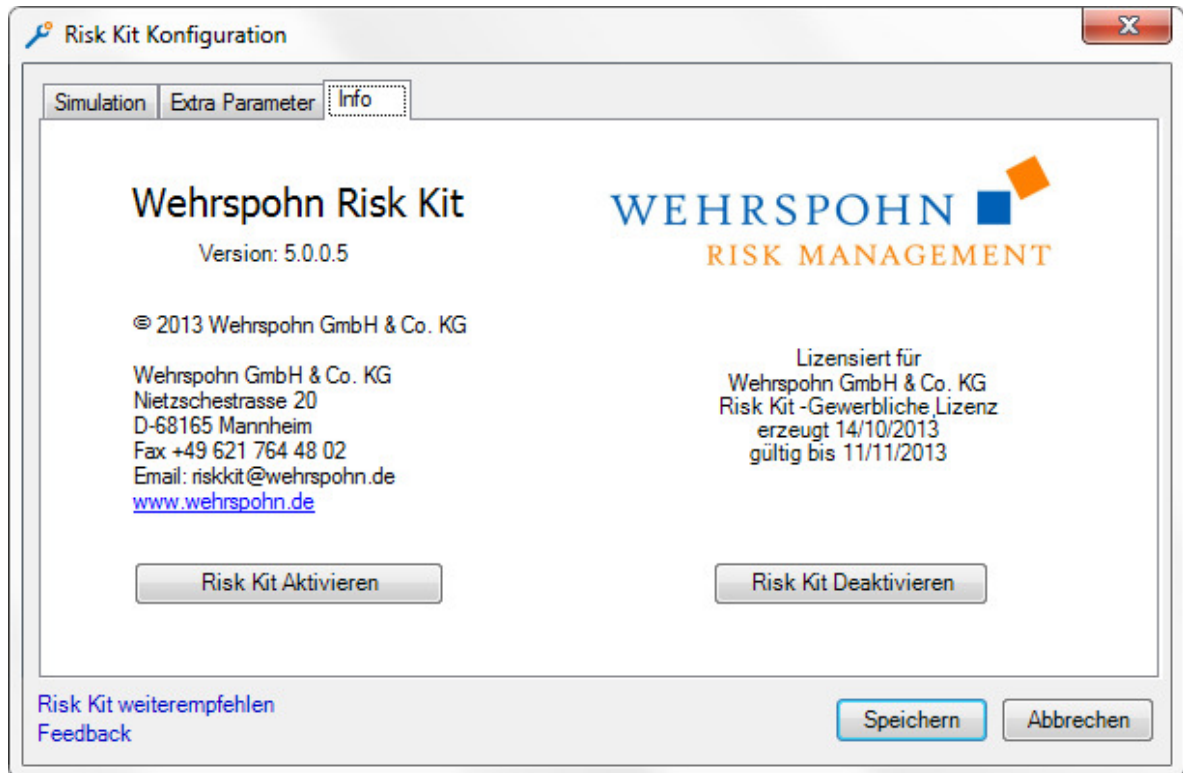 Risk Kit Konfiguration
Simulation
Extra Parameter
Info
Wehrspohn Risk Kit
Version: 5.0.0.5
© 2013 Wehrspohn GmbH & Co. KG
Wehrspohn GmbH & Co. KG
Nietzschestrasse 20
D-68165 Mannheim
Fax +49 621 764 48 02
Email: riskkit@wehrspohn.de
www.wehrspohn.de
Risk Kit Aktivieren
WEHRSPOHN
RISK MANAGEMENT
Lizensiert für
Wehrspohn GmbH & Co. KG
Risk Kit -Gewerbliche Lizenz
erzeugt 14/10/2013
gültig bis 11/11/2013
Risk Kit Deaktivieren
Risk Kit weiterempfehlen
Feedback
Speichern
Abbrechen